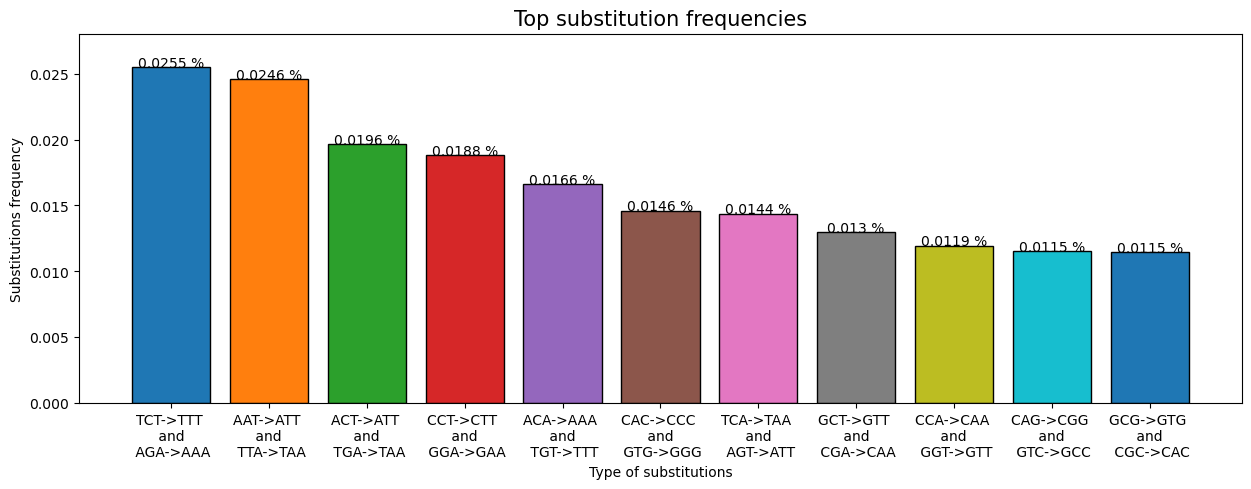 Top substitution frequencies
0.0255 %
0.0246 %
0.0196 %
0.0188 %
0.0166 %
0.0146 %
0.0144 %
0.013 %
0.0119 %
0.0115 %
0.0115 %
Substitutions frequency
0.025
0.020
0.015
0.010
0.005
0.000
TCT->TTT
and
AGA->AAA
AAT->ATT
and
TTA->TAA
ACT->ATT
and
TGA->TAA
CCT->CTT
and
GGA->GAA
ACA->AAA
and
TGT->TTT
CAC->CCC
and
GTG->GGG
TCA->TAA
and
AGT->ATT
GCT->GTT
and
CGA->CAA
CCA->CAA
and
GGT->GTT
CAG->CGG
and
GTC->GCC
GCG->GTG
and
CGC->CAC
Type of substitutions